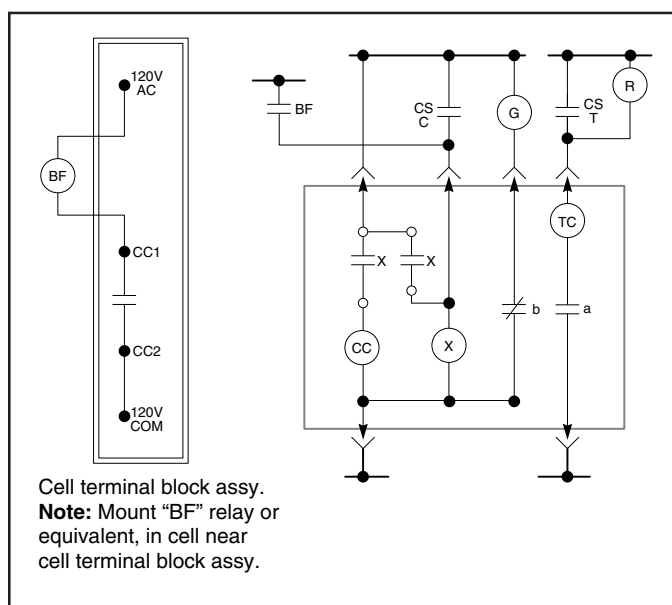 120V
AC
BF
CC1
CC2
120V
COM
Cell terminal block assy.
Note: Mount “BF” relay or
equivalent, in cell near
cell terminal block assy.
BF
CS
C
G
CS
T
R
X
X
CC
X
b
TC
a